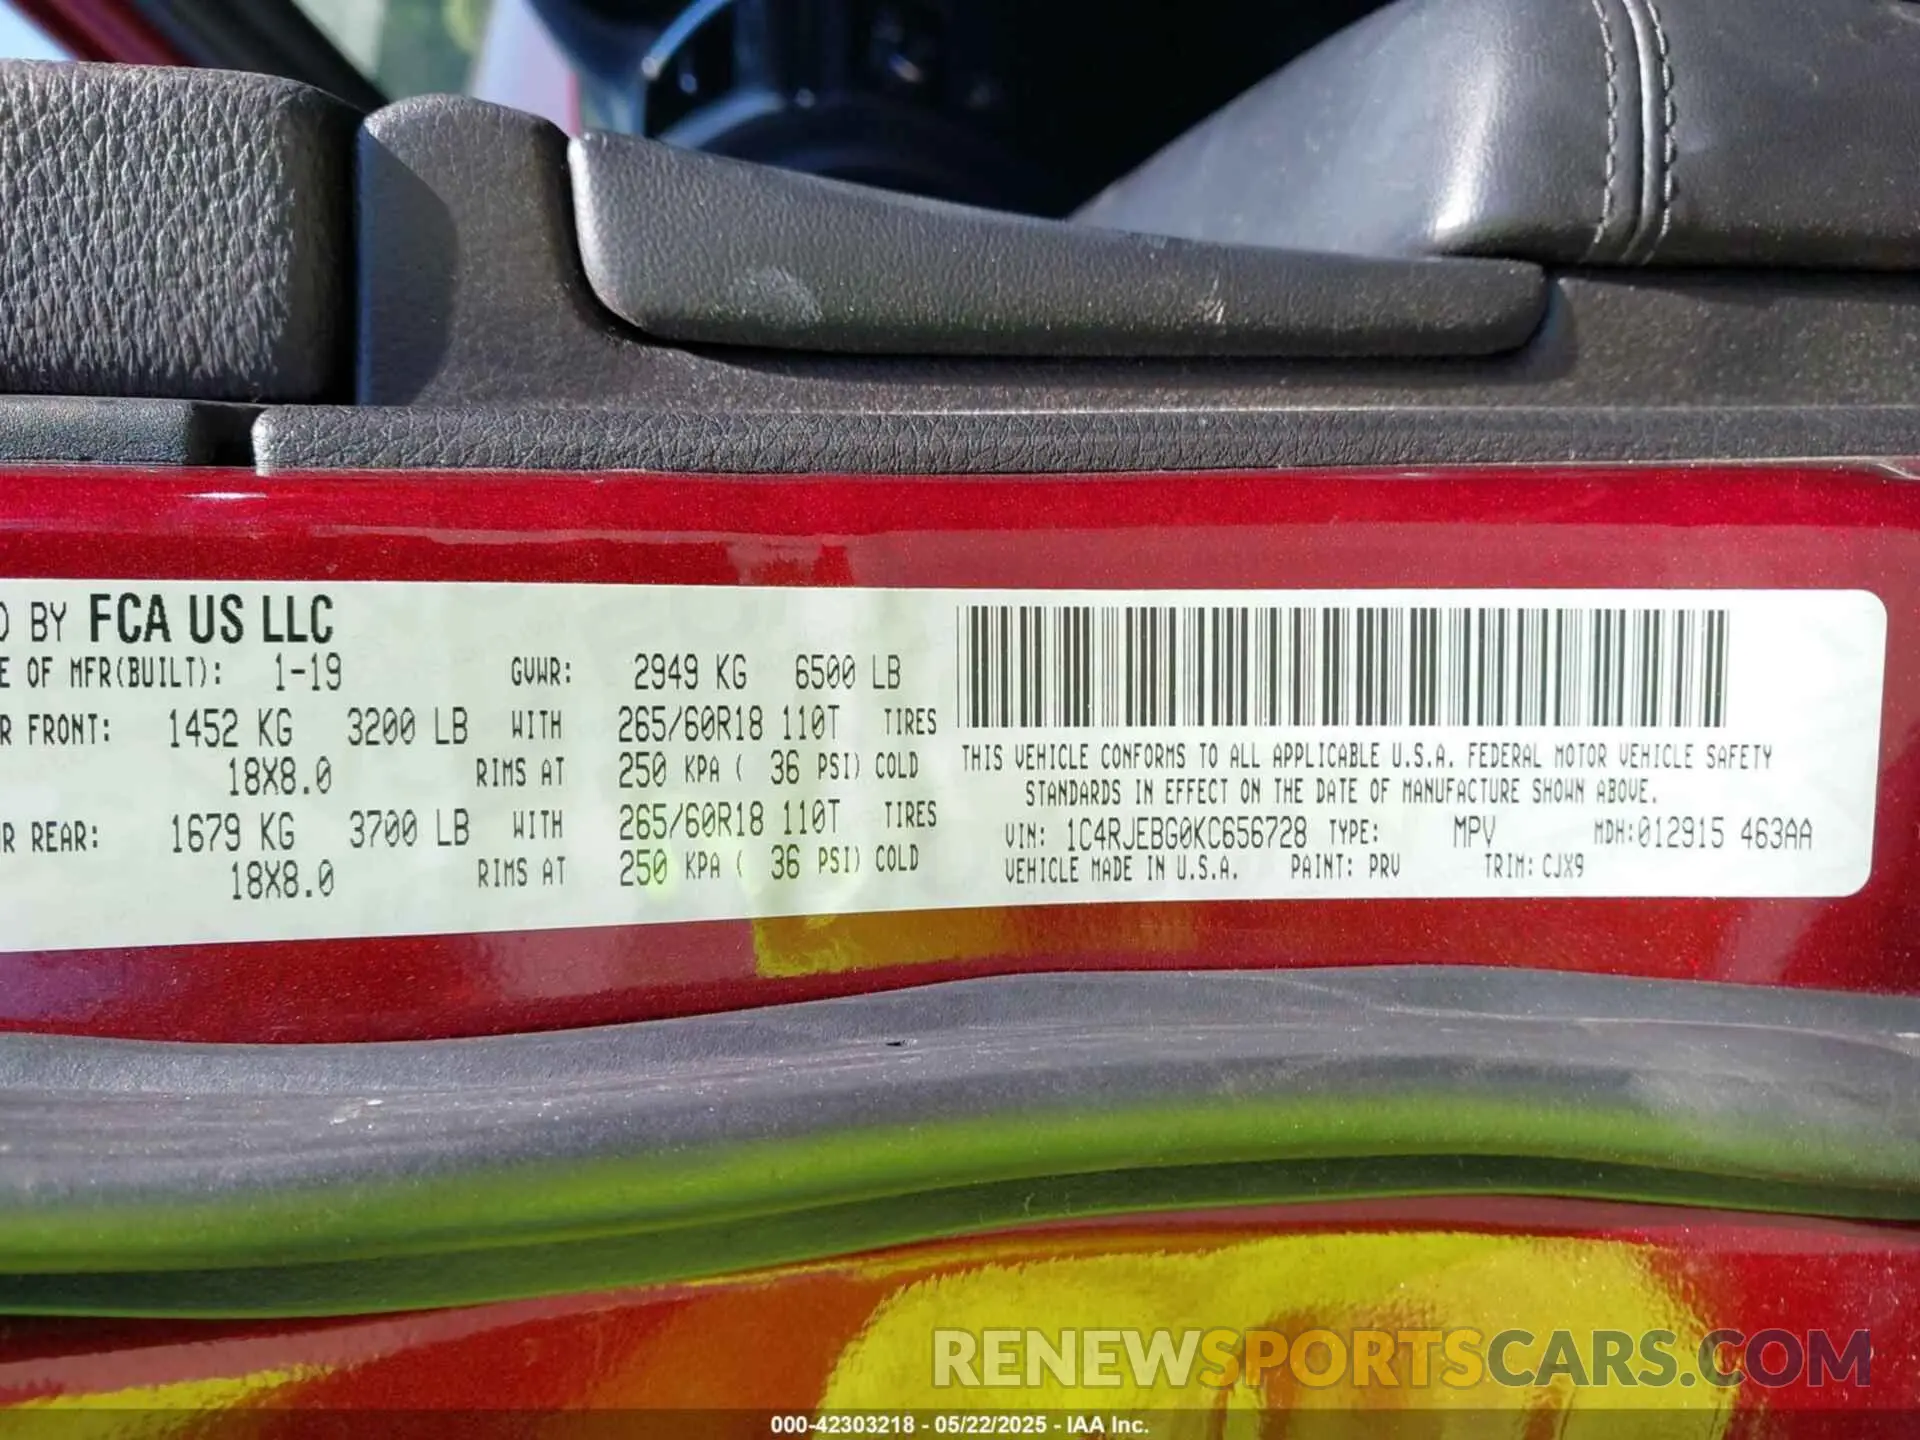 D BY FCA US LLC
E OF MFR(BUILT): 1-19 GVWR: 2949 KG 6500 LB
R FRONT: 1452 KG 3200 LB WITH 265/60R18 110T TIRES
18X8.0 RIMS AT 250 KPA ( 36 PSI) COLD
R REAR: 1679 KG 3700 LB WITH 265/60R18 110T TIRES
18X8.0 RIMS AT 250 KPA ( 36 PSI) COLD
THIS VEHICLE CONFORMS TO ALL APPLICABLE U.S.A. FEDERAL MOTOR VEHICLE SAFETY
STANDARDS IN EFFECT ON THE DATE OF MANUFACTURE SHOWN ABOVE.
VIN: 1C4RJEBG0KC656728 TYPE: MPV MDH:012915 463AA
VEHICLE MADE IN U.S.A. PAINT: PRV TRIM: CJX9
RENEWSPORTSCARS.COM
000-42303218 - 05/22/2025 - IAA Inc.